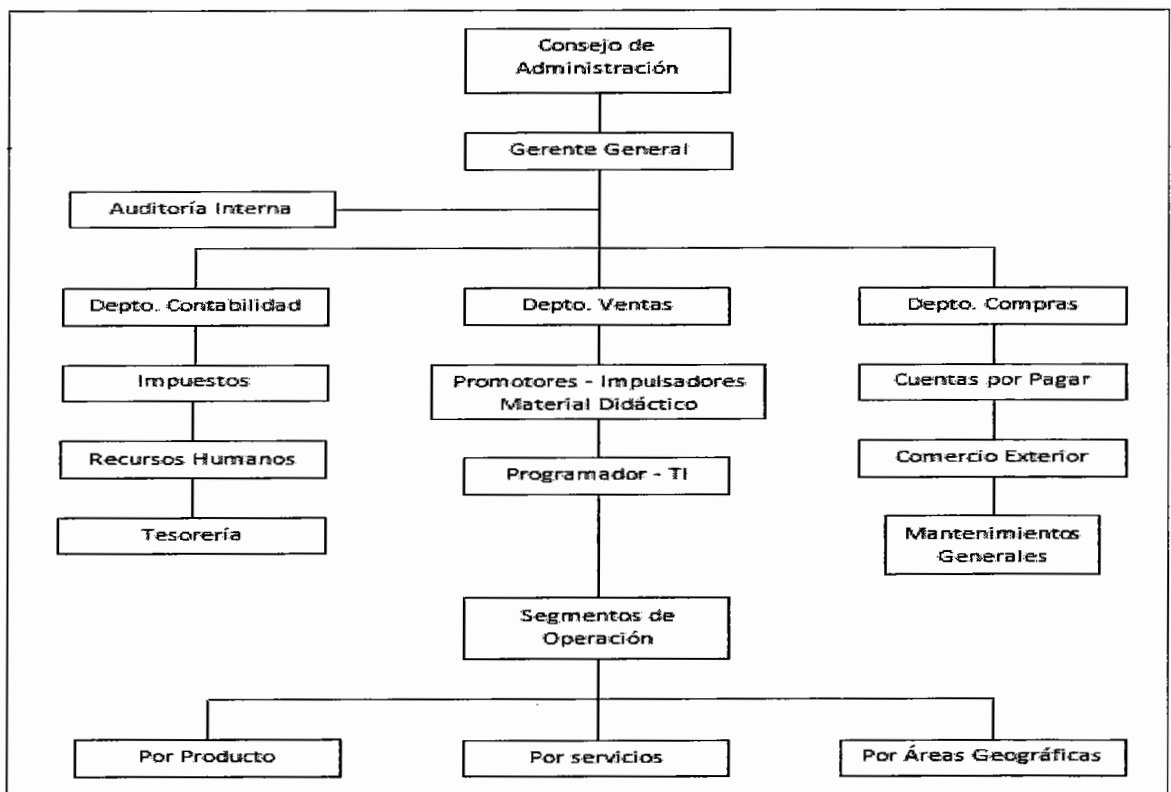 Consejo de
Administración
Gerente General
Auditoría Interna
Depto. Contabilidad
Depto. Ventas
Depto. Compras
Impuestos
Promotores - Impulsadores
Material Didáctico
Cuentas por Pagar
Recursos Humanos
Programador - TI
Comercio Exterior
Tesorería
Mantenimientos
Generales
Segmentos de
Operación
Por Producto
Por servicios
Por Áreas Geográficas